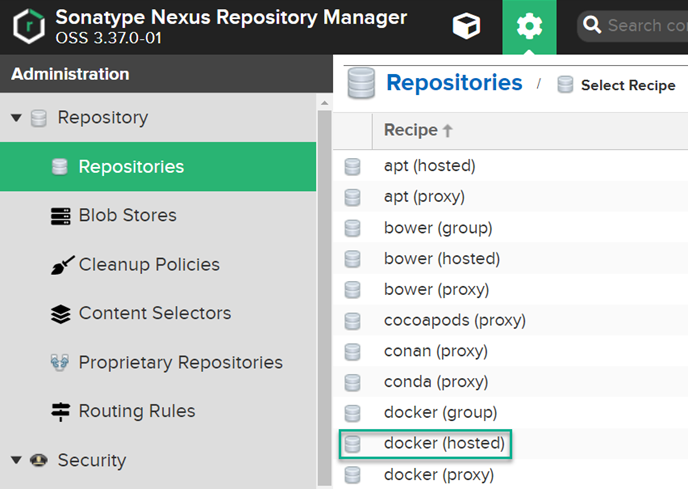 Sonatype Nexus Repository Manager
OSS 3.37.0-01
Search co
Administration
Repository
Repositories
Blob Stores
Cleanup Policies
Content Selectors
Proprietary Repositories
Routing Rules
Security
Repositories / Select Recipe
Recipe
apt (hosted)
apt (proxy)
bower (group)
bower (hosted)
bower (proxy)
cocoapods (proxy)
conan (proxy)
conda (proxy)
docker (group)
docker (hosted)
docker (proxy)